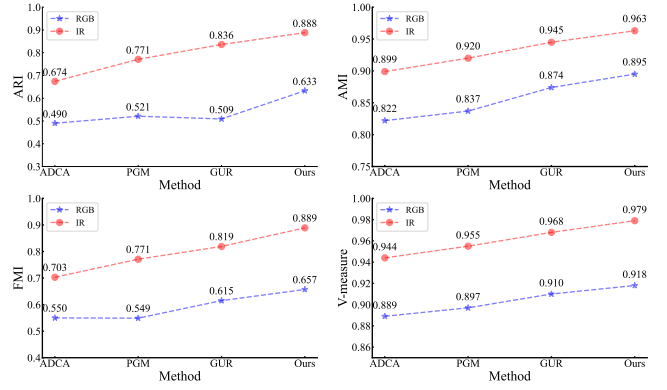 1.0
0.9
0.8
0.7
0.6
0.5
0.4
0.3
ARI
RGB
IR
0.674
0.771
0.836
0.888
0.490
0.521
0.509
0.633
ADCA
PGM
GUR
Ours
Method
1.00
0.95
0.90
0.85
0.80
0.75
AMI
RGB
IR
0.899
0.920
0.945
0.963
0.822
0.837
0.874
0.895
ADCA
PGM
GUR
Ours
Method
1.0
0.9
0.8
0.7
0.6
0.5
0.4
FMI
RGB
IR
0.703
0.771
0.819
0.889
0.550
0.549
0.615
0.657
ADCA
PGM
GUR
Ours
Method
1.00
0.98
0.96
0.94
0.92
0.90
0.88
0.86
V-measure
RGB
IR
0.944
0.955
0.968
0.979
0.889
0.897
0.910
0.918
ADCA
PGM
GUR
Ours
Method